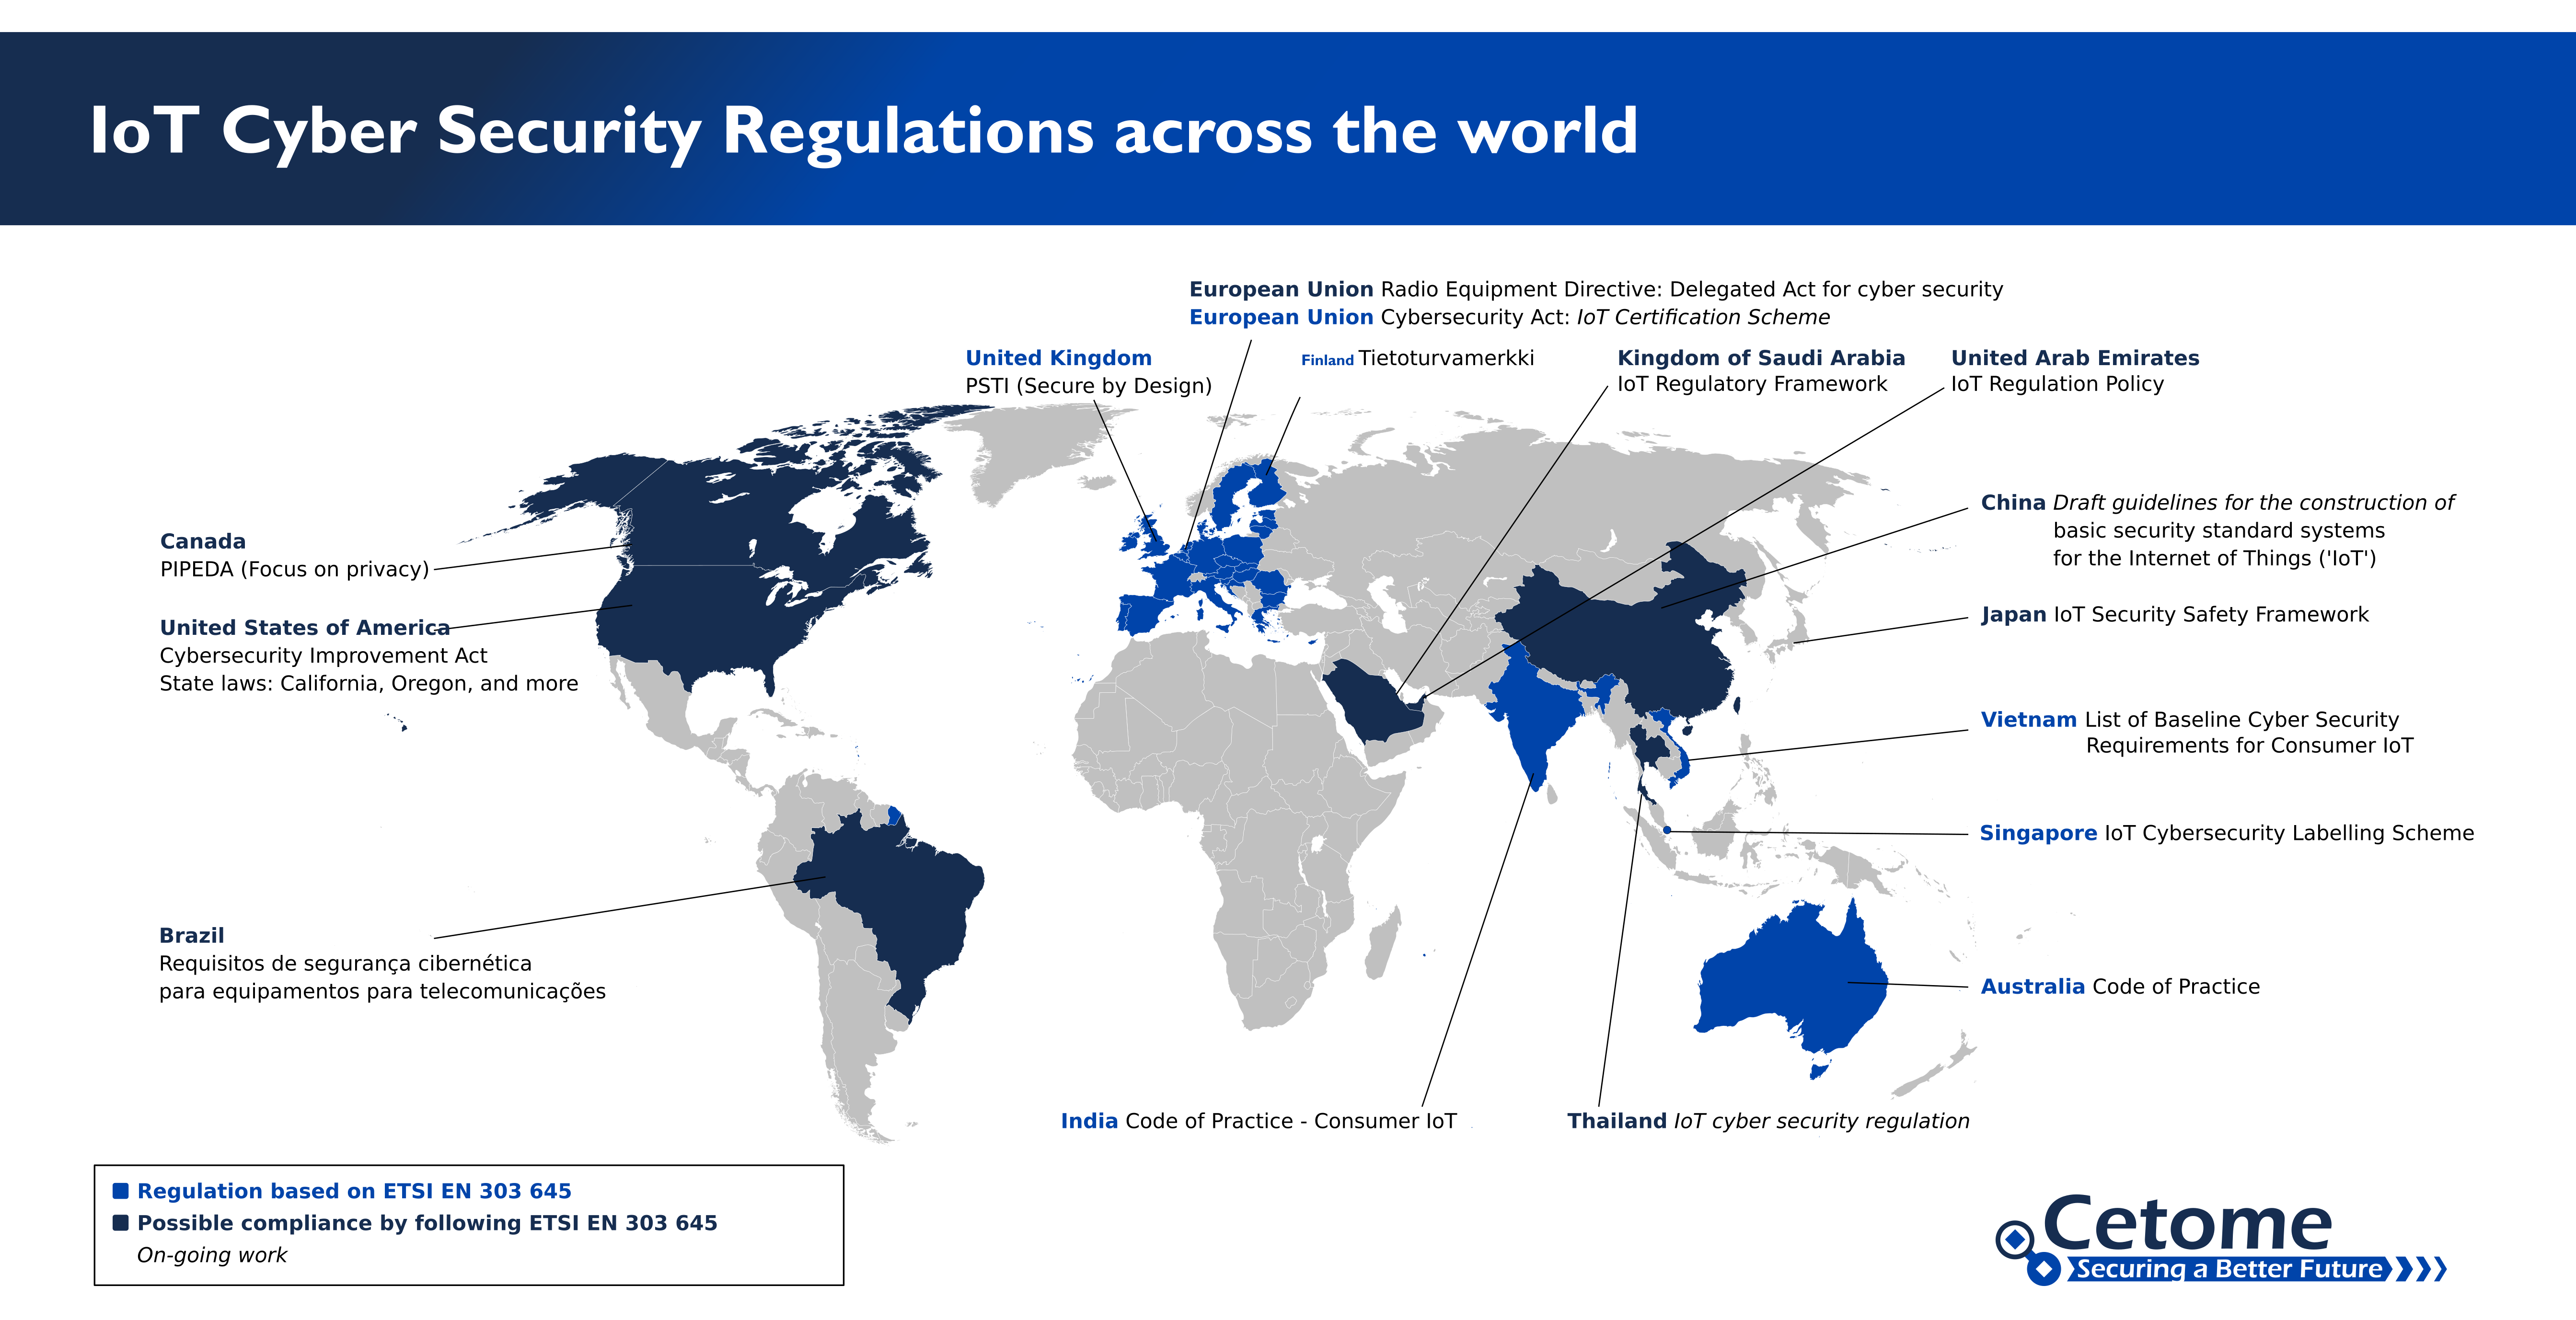 IoT Cyber Security Regulations across the world
European Union Radio Equipment Directive: Delegated Act for cyber security
European Union Cybersecurity Act: IoT Certification Scheme
United Kingdom
PSTI (Secure by Design)
Finland Tietoturvamerkki
Kingdom of Saudi Arabia
IoT Regulatory Framework
United Arab Emirates
IoT Regulation Policy
Canada
PIPEDA (Focus on privacy)
United States of America
Cybersecurity Improvement Act
State laws: California, Oregon, and more
Brazil
Requisitos de segurança cibernética
para equipamentos para telecomunicações
China Draft guidelines for the construction of
basic security standard systems
for the Internet of Things ('IoT')
Japan IoT Security Safety Framework
Vietnam List of Baseline Cyber Security
Requirements for Consumer IoT
Singapore IoT Cybersecurity Labelling Scheme
Australia Code of Practice
India Code of Practice - Consumer IoT
Thailand IoT cyber security regulation
Regulation based on ETSI EN 303 645
Possible compliance by following ETSI EN 303 645
On-going work
Cetome
Securing a Better Future